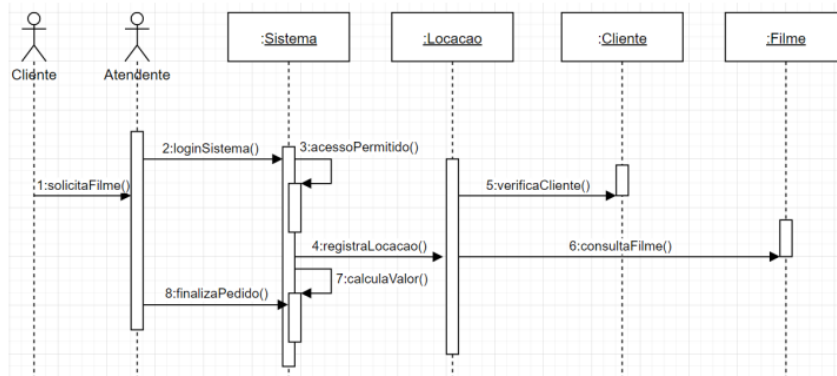 :Sistema
:Locacao
:Cliente
:Filme
Cliente
Atendente
2:loginSistema()
3:acessoPermitido()
1:solicitaFilme()
5:verificaCliente()
4:registraLocacao()
6:consultaFilme()
7:calculaValor()
8:finalizaPedido()